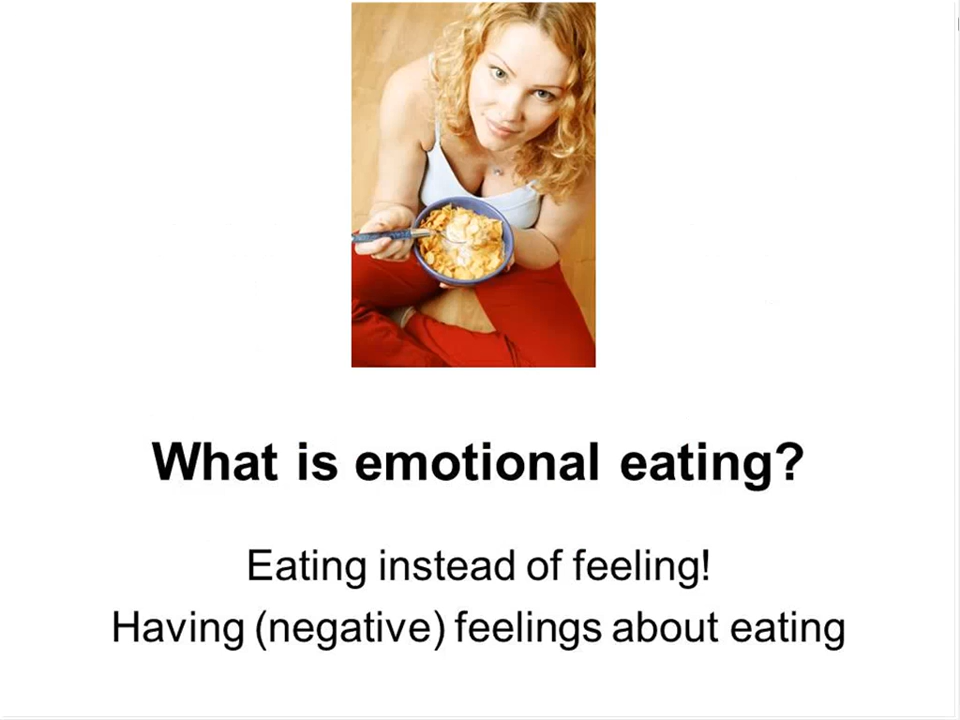 What is emotional eating?
Eating instead of feeling!
Having (negative) feelings about eating